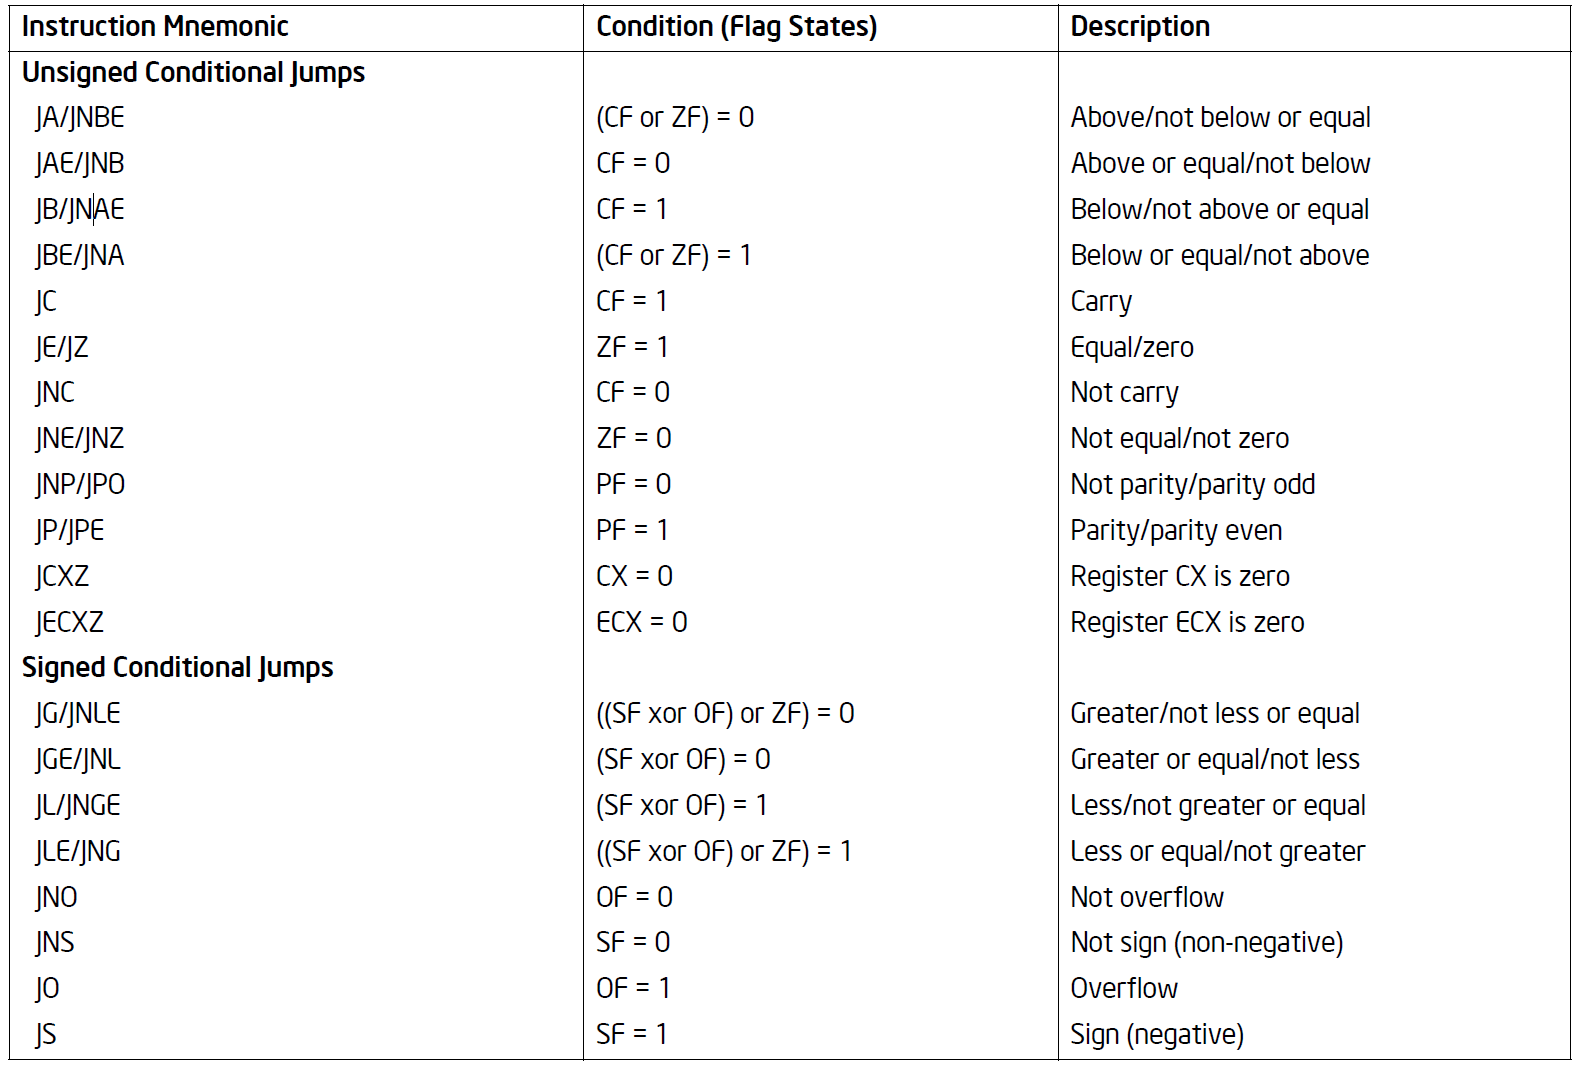 Instruction Mnemonic Condition (Flag States) Description
Unsigned Conditional Jumps
JA/JNBE (CF or ZF) = 0 Above/not below or equal
JAE/JNB CF = 0 Above or equal/not below
JB/JNAE CF = 1 Below/not above or equal
JBE/JNA (CF or ZF) = 1 Below or equal/not above
JC CF = 1 Carry
JE/JZ ZF = 1 Equal/zero
JNC CF = 0 Not carry
JNE/JNZ ZF = 0 Not equal/not zero
JNP/JPO PF = 0 Not parity/parity odd
JP/JPE PF = 1 Parity/parity even
JCXZ CX = 0 Register CX is zero
JECXZ ECX = 0 Register ECX is zero
Signed Conditional Jumps
JG/JNLE ((SF xor OF) or ZF) = 0 Greater/not less or equal
JGE/JNL (SF xor OF) = 0 Greater or equal/not less
JL/JNGE (SF xor OF) = 1 Less/not greater or equal
JLE/JNG ((SF xor OF) or ZF) = 1 Less or equal/not greater
JNO OF = 0 Not overflow
JNS SF = 0 Not sign (non-negative)
JO OF = 1 Overflow
JS SF = 1 Sign (negative)